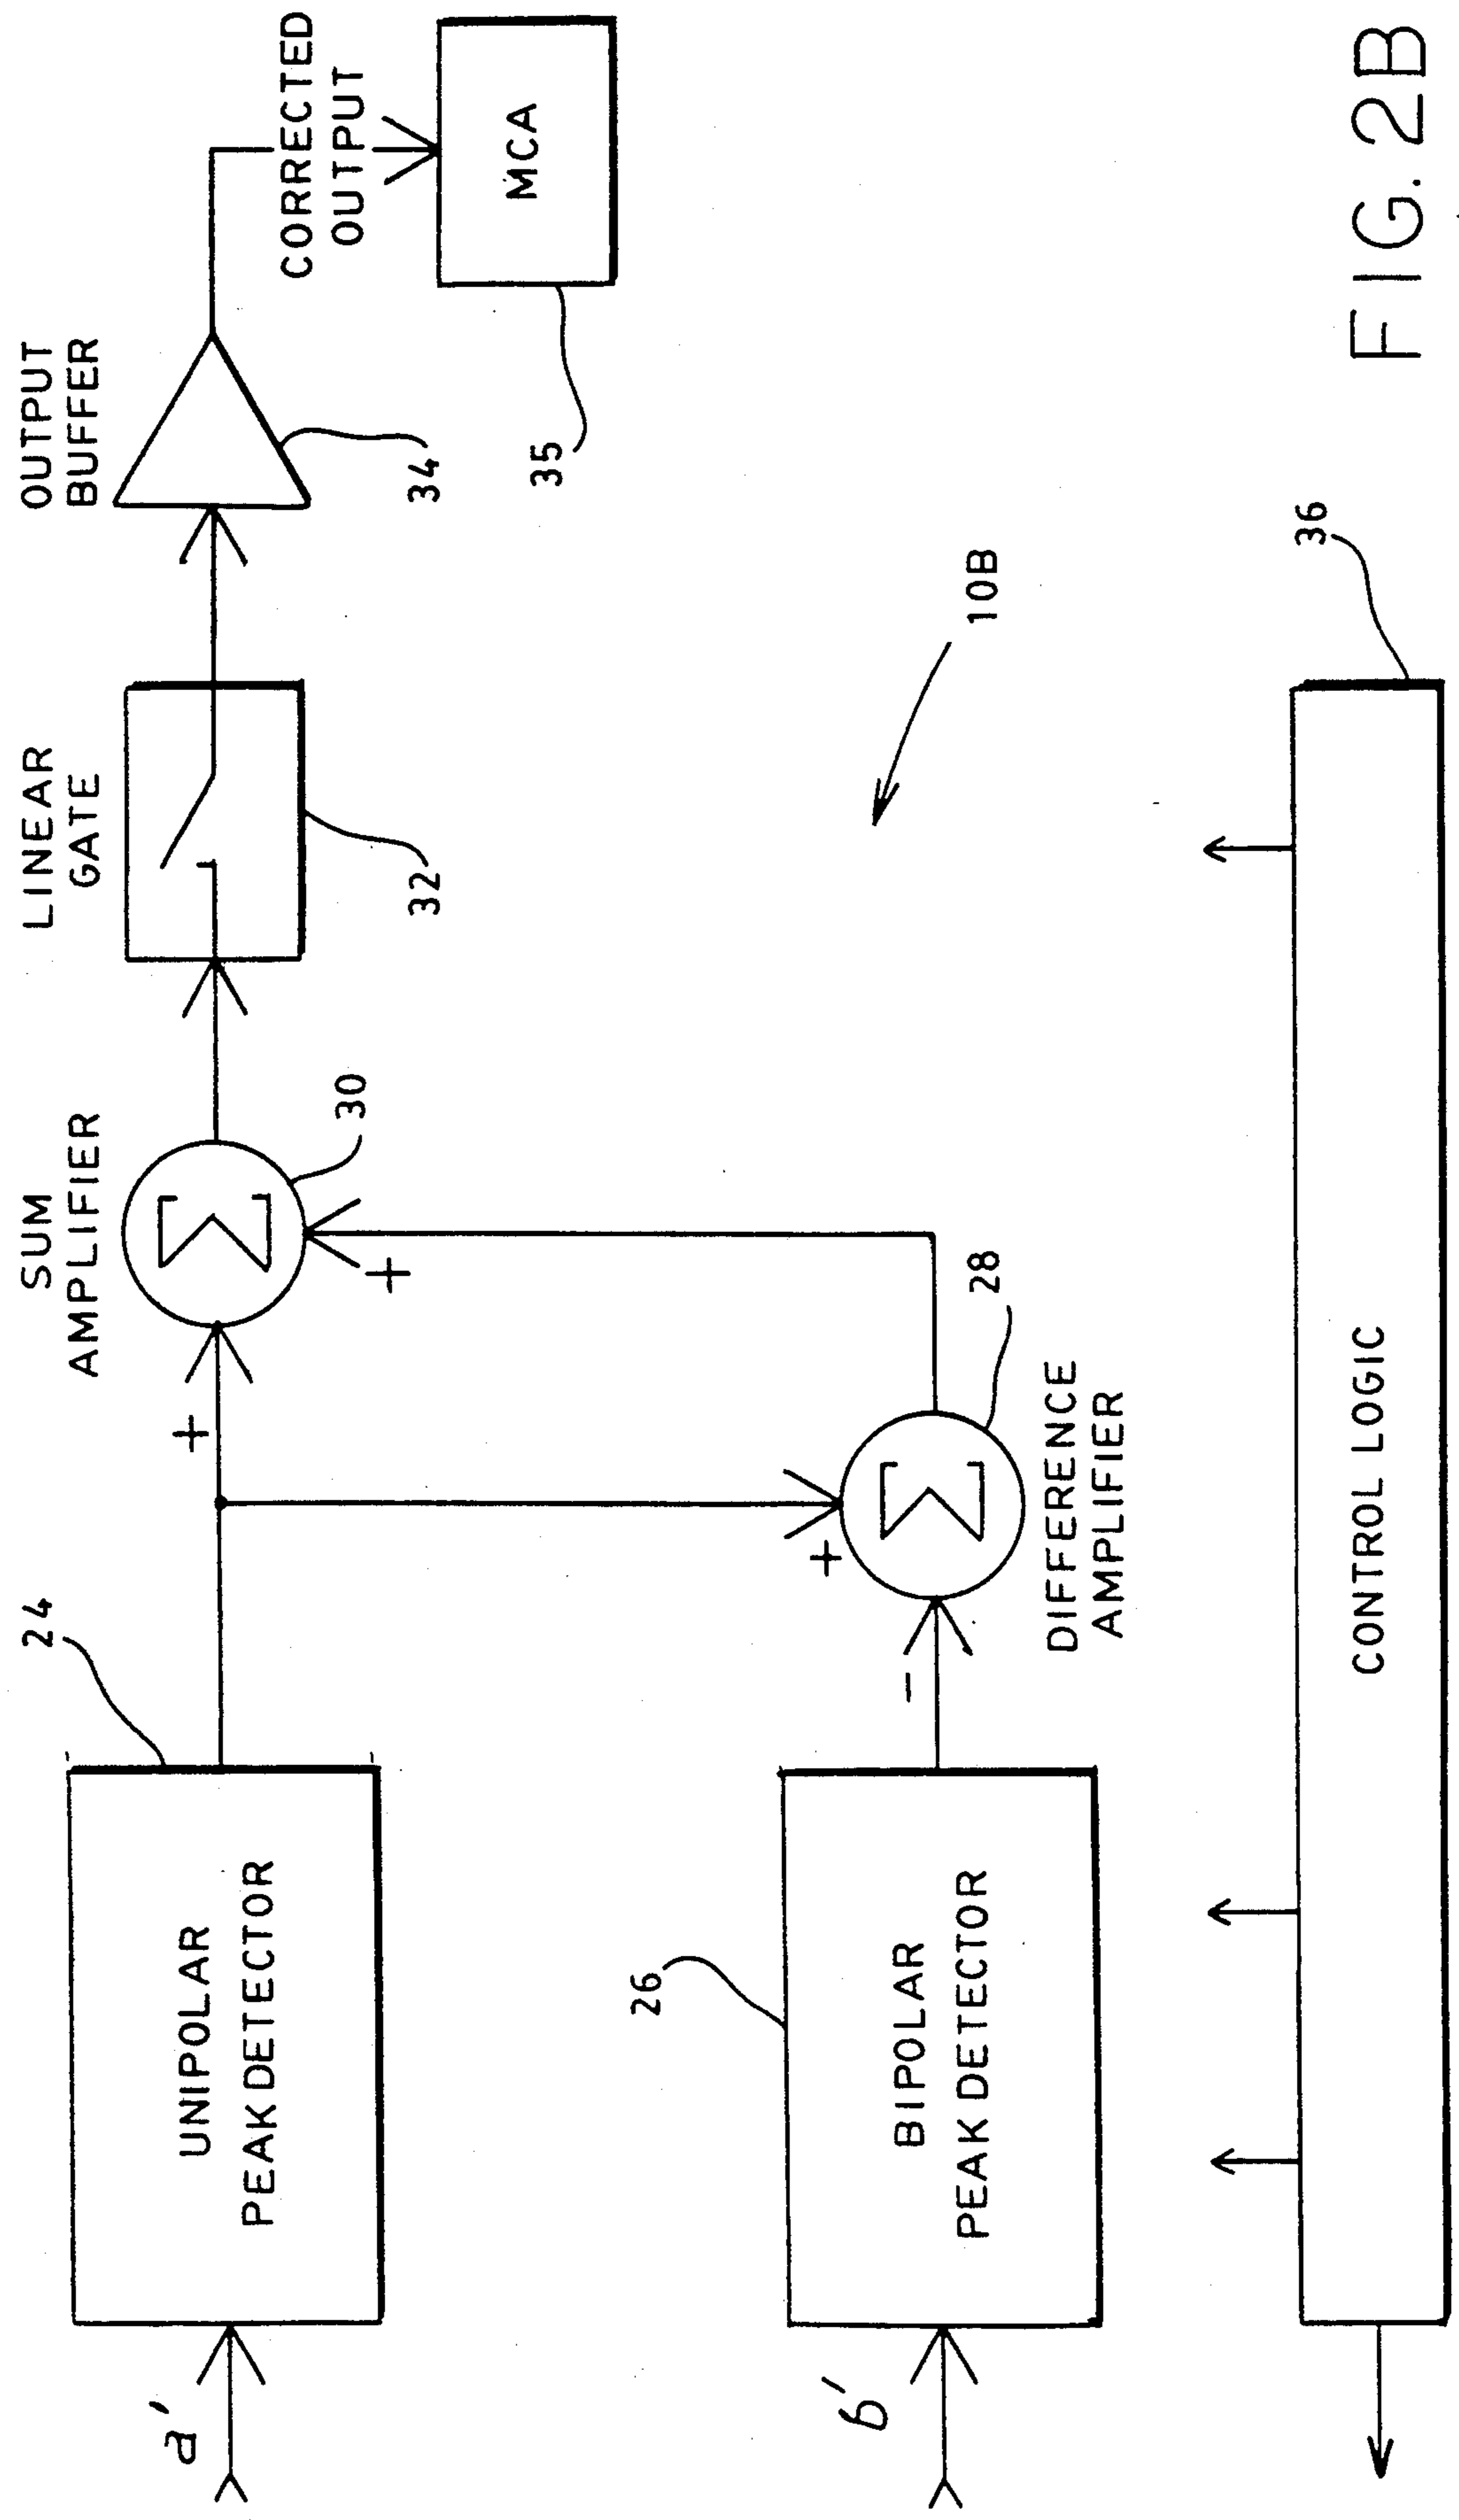 OUTPUT
BUFFER
LINEAR
GATE
SUM
AMPLIFIER
24
UNIPOLAR
PEAK DETECTOR
a'
+
+
30
32
34
CORRECTED
OUTPUT
MCA
35
26
BIPOLAR
PEAK DETECTOR
b'
-
+
28
DIFFERENCE
AMPLIFIER
10B
36
CONTROL LOGIC
FIG. 2B